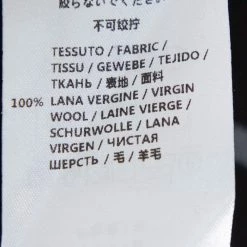 絞らないでください
不可绞拧
TESSUTO / FABRIC /
TISSU / GEWEBE / TEJIDO /
ТКАНЬ / 裏地 / 面料
100% LANA VERGINE / VIRGIN
WOOL / LAINE VIERGE /
SCHURWOLLE / LANA
VIRGEN / ЧИСТАЯ
ШЕРСТЬ / 毛 / 羊毛